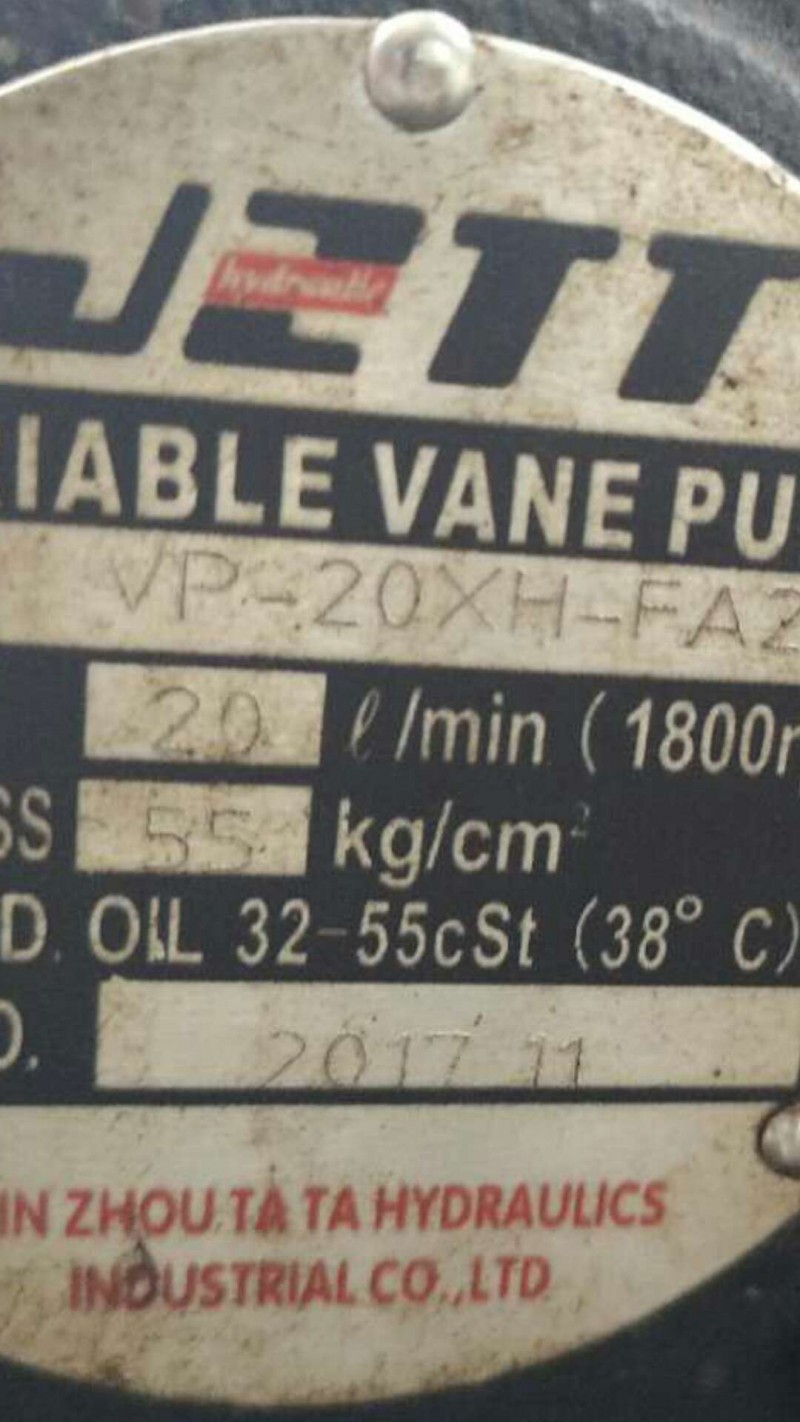 JETT
hydraulic
IABLE VANE PU
VP-20XH-FA2
20 ℓ/min (1800r
SS 55 kg/cm²
D. OIL 32-55cSt (38° C)
O. 2017 11
IN ZHOU TA TA HYDRAULICS
INDUSTRIAL CO.,LTD